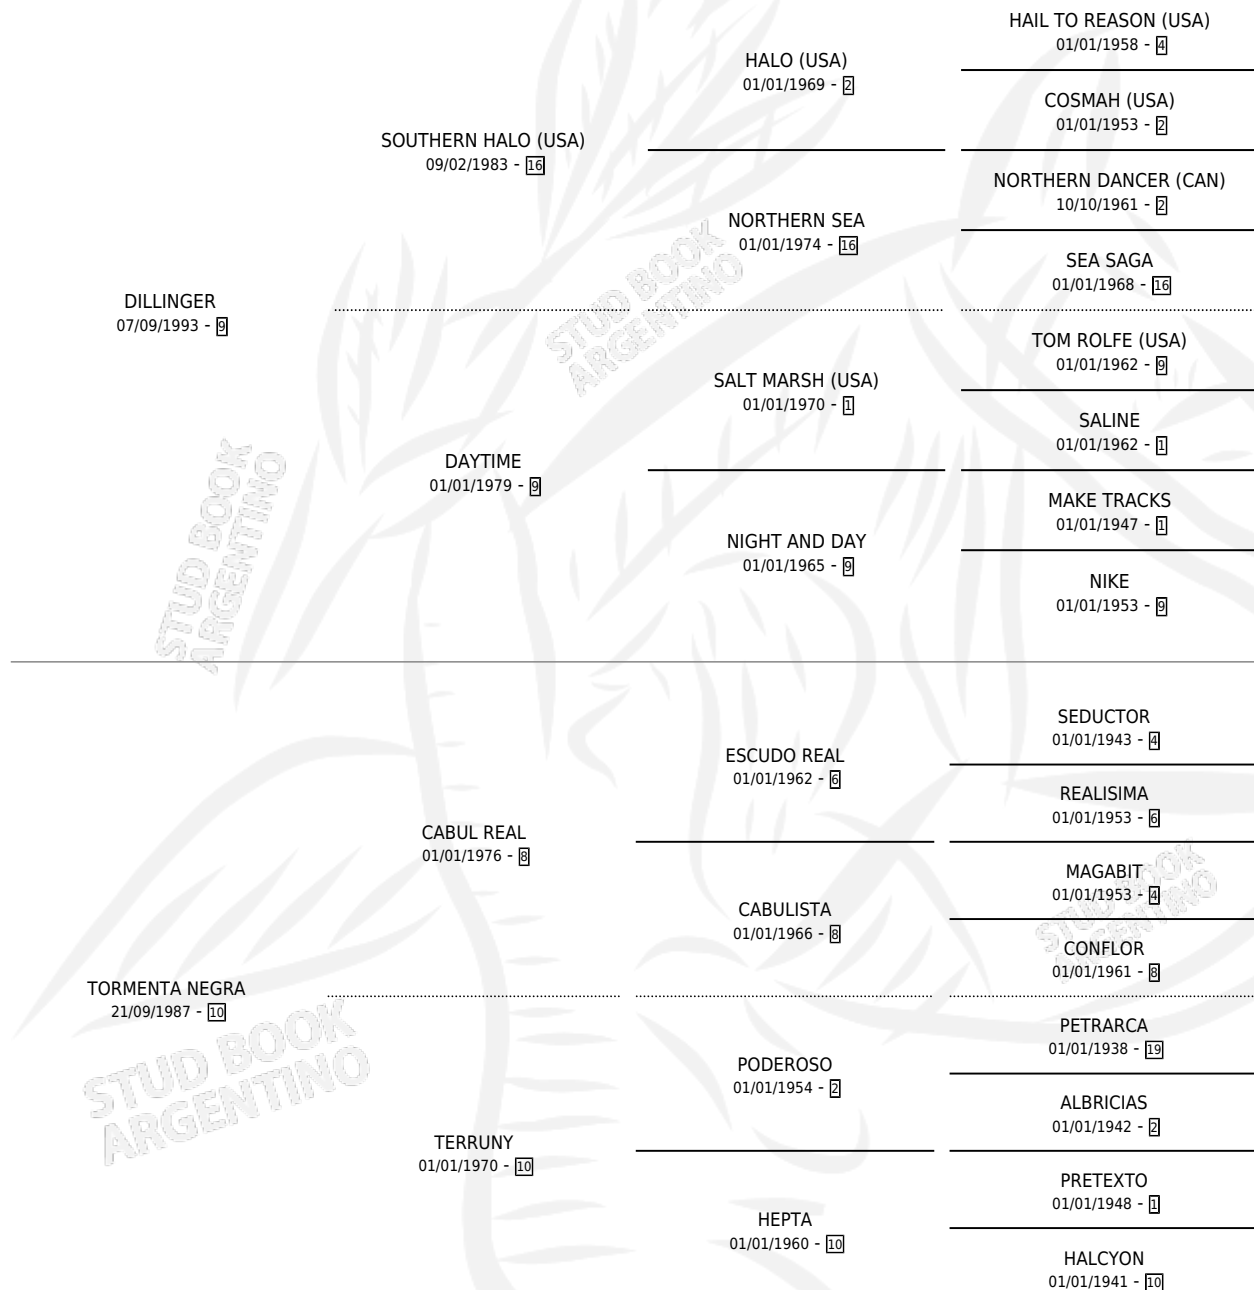 HAIL TO REASON (USA)
01/01/1958 - 4
HALO (USA)
01/01/1969 - 2
COSMAH (USA)
01/01/1953 - 2
SOUTHERN HALO (USA)
09/02/1983 - 16
NORTHERN DANCER (CAN)
10/10/1961 - 2
NORTHERN SEA
01/01/1974 - 16
SEA SAGA
01/01/1968 - 16
STUD BOOK
ARGENTINO
DILLINGER
07/09/1993 - 9
TOM ROLFE (USA)
01/01/1962 - 9
SALT MARSH (USA)
01/01/1970 - 1
SALINE
01/01/1962 - 1
DAYTIME
01/01/1979 - 9
MAKE TRACKS
01/01/1947 - 1
NIGHT AND DAY
01/01/1965 - 9
NIKE
01/01/1953 - 9
STUD BOOK
ARGENTINO
SEDUCTOR
01/01/1943 - 4
ESCUDO REAL
01/01/1962 - 6
REALISIMA
01/01/1953 - 6
CABUL REAL
01/01/1976 - 8
MAGABIT
01/01/1953 - 4
CABULISTA
01/01/1966 - 8
CONFLOR
01/01/1961 - 8
STUD BOOK
ARGENTINO
TORMENTA NEGRA
21/09/1987 - 10
PETRARCA
01/01/1938 - 19
PODEROSO
01/01/1954 - 2
ALBRICIAS
01/01/1942 - 2
STUD BOOK
ARGENTINO
TERRUNY
01/01/1970 - 10
PRETEXTO
01/01/1948 - 1
HEPTA
01/01/1960 - 10
HALCYON
01/01/1941 - 10